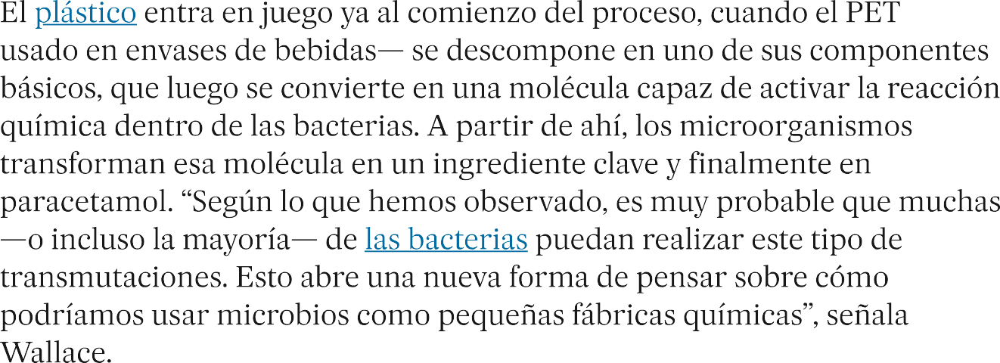 El plástico entra en juego ya al comienzo del proceso, cuando el PET
usado en envases de bebidas— se descompone en uno de sus componentes
básicos, que luego se convierte en una molécula capaz de activar la reacción
química dentro de las bacterias. A partir de ahí, los microorganismos
transforman esa molécula en un ingrediente clave y finalmente en
paracetamol. “Según lo que hemos observado, es muy probable que muchas
—o incluso la mayoría— de las bacterias puedan realizar este tipo de
transmutaciones. Esto abre una nueva forma de pensar sobre cómo
podríamos usar microbios como pequeñas fábricas químicas”, señala
Wallace.